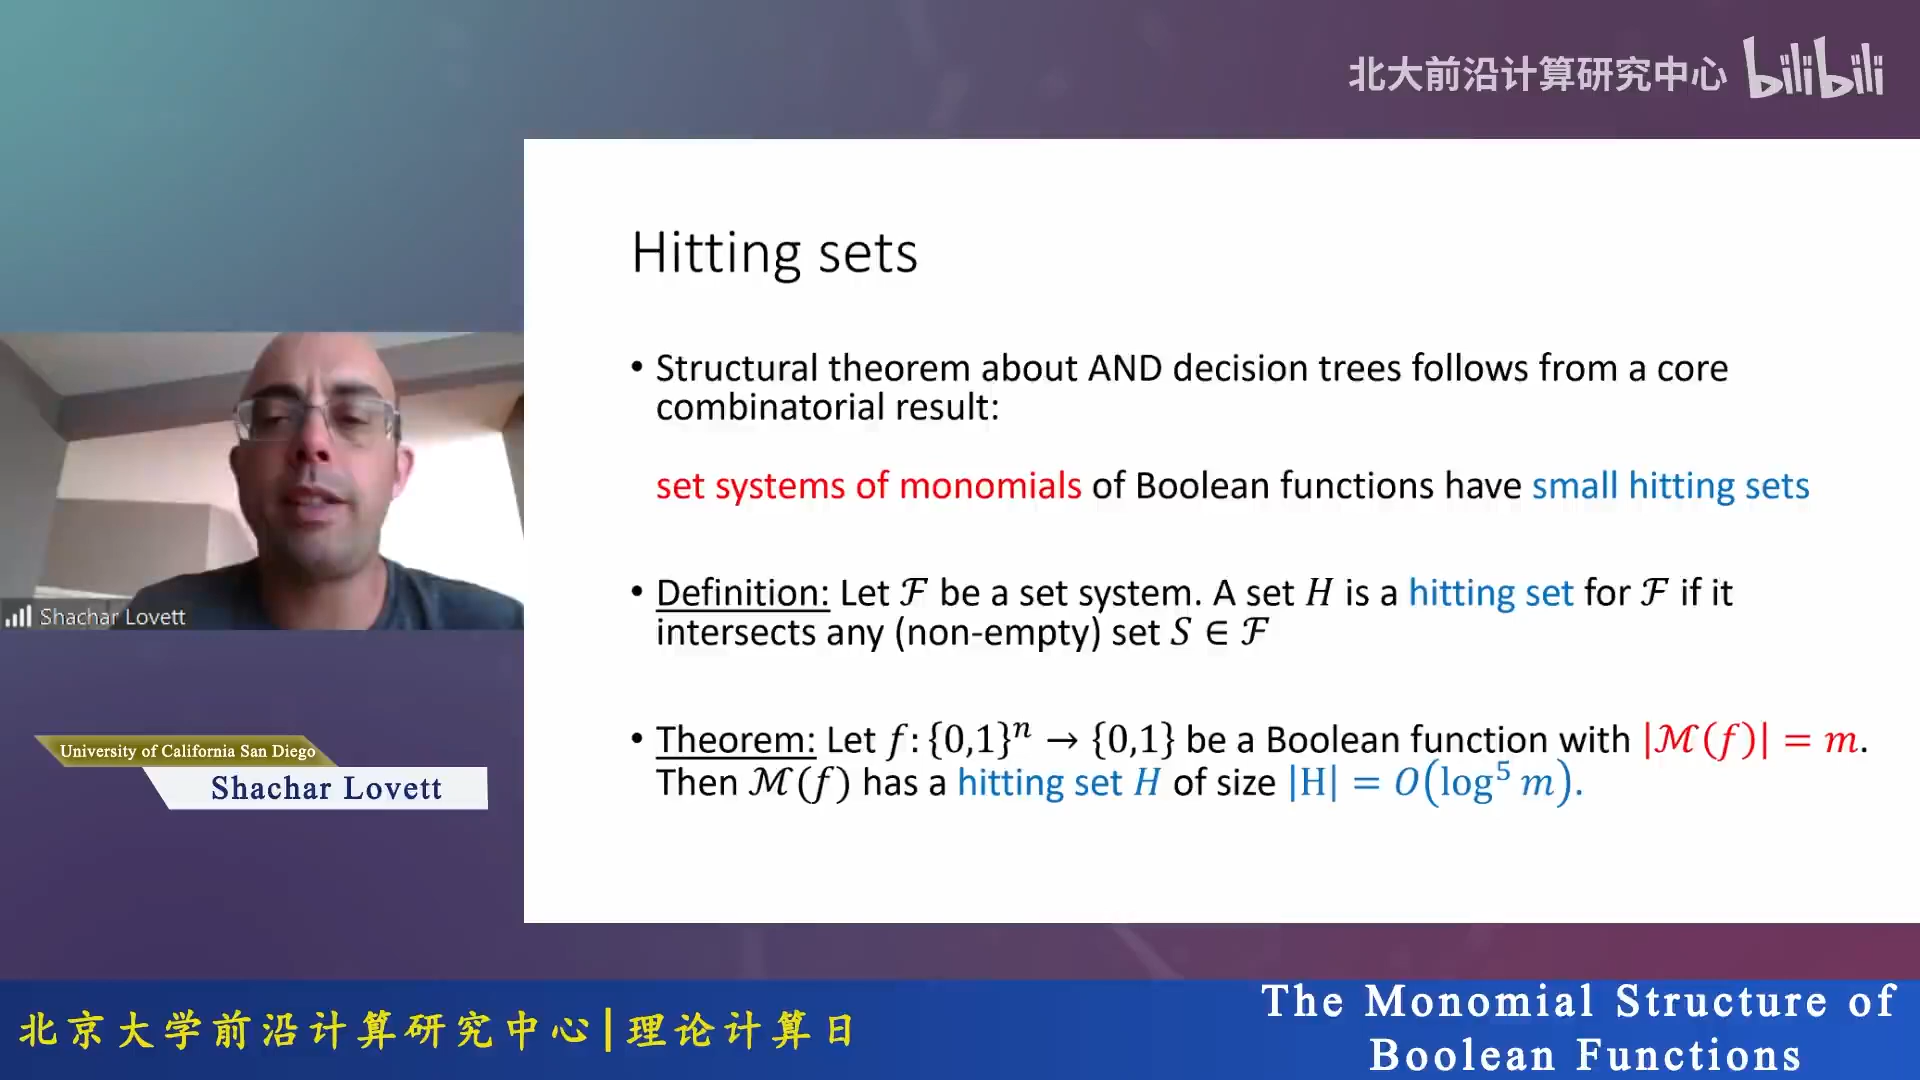 北大前沿计算研究中心 bilibili
Hitting sets
• Structural theorem about AND decision trees follows from a core
combinatorial result:
set systems of monomials of Boolean functions have small hitting sets
• Definition: Let ℱ be a set system. A set H is a hitting set for ℱ if it
intersects any (non-empty) set S ∈ ℱ
• Theorem: Let f: {0,1}ⁿ → {0,1} be a Boolean function with |ℳ(f)| = m.
Then ℳ(f) has a hitting set H of size |H| = O(log⁵ m).
Shachar Lovett
University of California San Diego
Shachar Lovett
北京大学前沿计算研究中心|理论计算日
The Monomial Structure of
Boolean Functions